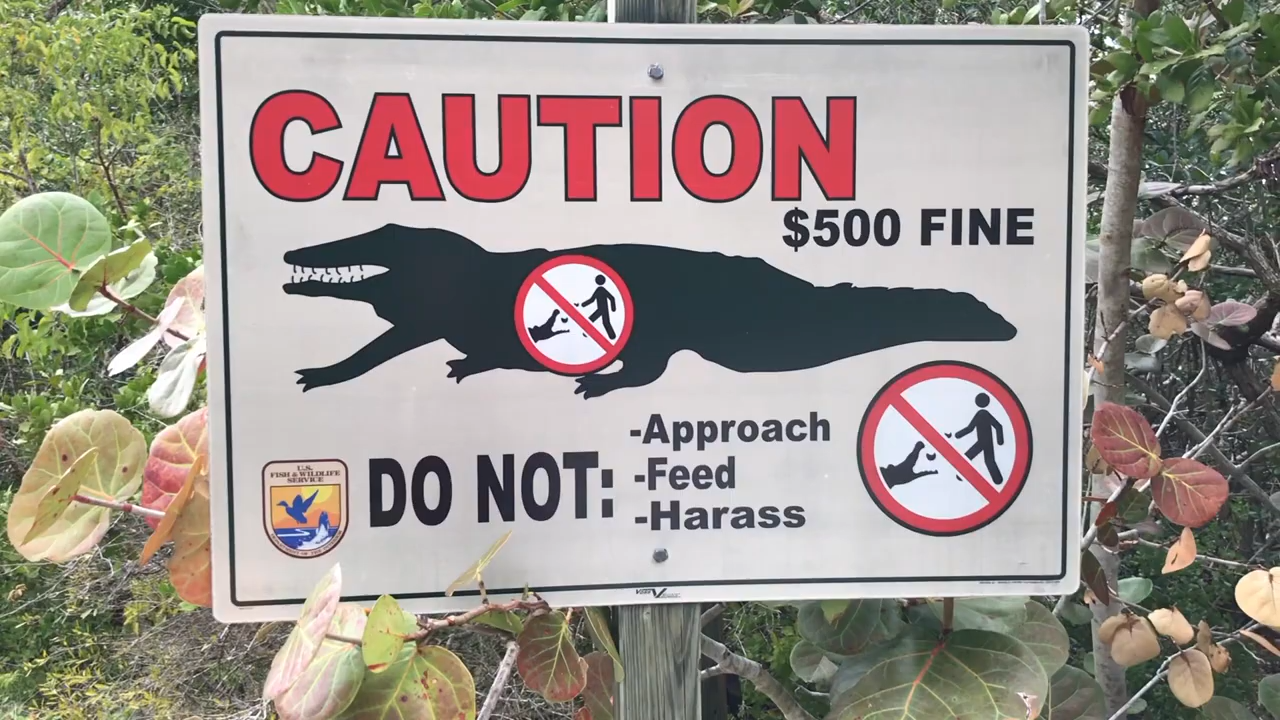 CAUTION
$500 FINE
DO NOT:
-Approach
-Feed
-Harass
U.S.
FISH & WILDLIFE
SERVICE